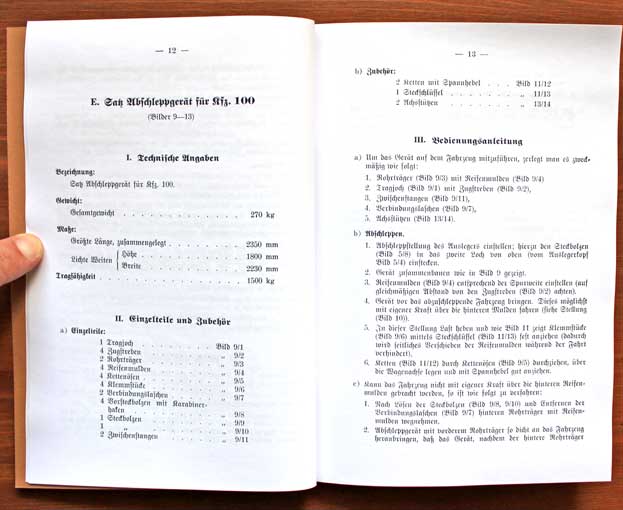 — 12 —
E. Satz Abschleppgerät für Kfz. 100
(Bilder 9—13)
I. Technische Angaben
Bezeichnung:
Satz Abschleppgerät für Kfz. 100.
Gewicht:
Gesamtgewicht . . . . . . . . . . . . 270 kg
Maße:
Größte Länge, zusammengelegt . . . . . . . 2350 mm
Lichte Weiten { Höhe . . . . . . . . . . 1800 mm
Breite . . . . . . . . . . 2230 mm
Tragfähigkeit . . . . . . . . . . . . . 1500 kg
II. Einzelteile und Zubehör
a) Einzelteile:
1 Tragjoch . . . . . . . . Bild 9/1
4 Zugstreben . . . . . . . „ 9/2
2 Rohrträger . . . . . . . „ 9/3
4 Reifenmulden . . . . . . „ 9/4
4 Kettenösen . . . . . . . „ 9/5
4 Klemmstücke . . . . . . „ 9/6
2 Verbindungslaschen . . . . „ 9/7
4 Vorsteckbolzen mit Karabiner-
haken . . . . . . . . „ 9/8
1 Steckbolzen . . . . . . . „ 9/9
1 „ . . . . . . . „ 9/10
2 Zwischenstangen . . . . . „ 9/11
— 13 —
b) Zubehör:
2 Ketten mit Spannhebel . . . Bild 11/12
1 Steckschlüssel . . . . . . . „ 11/13
2 Achsstützen . . . . . . . . „ 13/14
III. Bedienungsanleitung
a) Um das Gerät auf dem Fahrzeug mitzuführen, zerlegt man es zweck-
mäßig wie folgt:
1. Rohrträger (Bild 9/3) mit Reifenmulden (Bild 9/4)
2. Tragjoch (Bild 9/1) mit Zugstreben (Bild 9/2),
3. Zwischenstangen (Bild 9/11),
4. Verbindungslaschen (Bild 9/7),
5. Achsstützen (Bild 13/14).
b) Abschleppen.
1. Abschleppstellung des Auslegers einstellen; hierzu den Steckbolzen
(Bild 5/8) in das zweite Loch von oben (vom Auslegerkopf
Bild 5/4) einstecken.
2. Gerät zusammenbauen wie in Bild 9 gezeigt.
3. Reifenmulden (Bild 9/4) entsprechend der Spurweite einstellen (auf
gleichmäßigen Abstand von den Zugstreben (Bild 9/2) achten).
4. Gerät vor das abzuschleppende Fahrzeug bringen. Dieses möglichst
mit eigener Kraft über die hinteren Mulden fahren (siehe Stellung
(Bild 10)).
5. In dieser Stellung Last heben und wie Bild 11 zeigt Klemmstücke
(Bild 9/6) mittels Steckschlüssel (Bild 11/13) fest anziehen (dadurch
wird seitliches Verschieben der Reifenmulden während der Fahrt
verhindert).
6. Ketten (Bild 11/12) durch Kettenösen (Bild 9/5) durchziehen, über
die Wagenachse legen und mit Spannhebel gut anziehen.
c) Kann das Fahrzeug nicht mit eigener Kraft über die hinteren Reifen-
mulden gebracht werden, so ist wie folgt zu verfahren:
1. Nach Lösen der Steckbolzen (Bild 9/8, 9/10) und Entfernen der
Verbindungslaschen (Bild 9/7) hinteren Rohrträger mit Reifen-
mulden wegnehmen.
2. Abschleppgerät mit vorderem Rohrträger so dicht an das Fahrzeug
heranbringen, daß das Gerät, nachdem der hintere Rohrträger